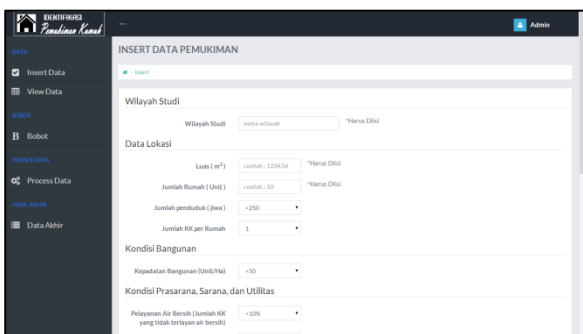 IDENTIFIKASI
Pemukiman Kumuh
Admin
DATA
Insert Data
View Data
BOBOT
B Bobot
PROSES DATA
Process Data
HASIL AKHIR
Data Akhir
INSERT DATA PEMUKIMAN
Insert
Wilayah Studi
Wilayah Studi nama wilayah *Harus Diisi
Data Lokasi
Luas ( m² ) contoh : 1234.56 *Harus Diisi
Jumlah Rumah ( Unit ) contoh : 10 *Harus Diisi
Jumlah penduduk ( Jiwa ) <250
Jumlah KK per Rumah 1
Kondisi Bangunan
Kepadatan Bangunan (Unit/Ha) <50
Kondisi Prasarana, Sarana, dan Utilitas
Pelayanan Air Bersih (Jumlah KK <10%
yang tidak terlayan air bersih)